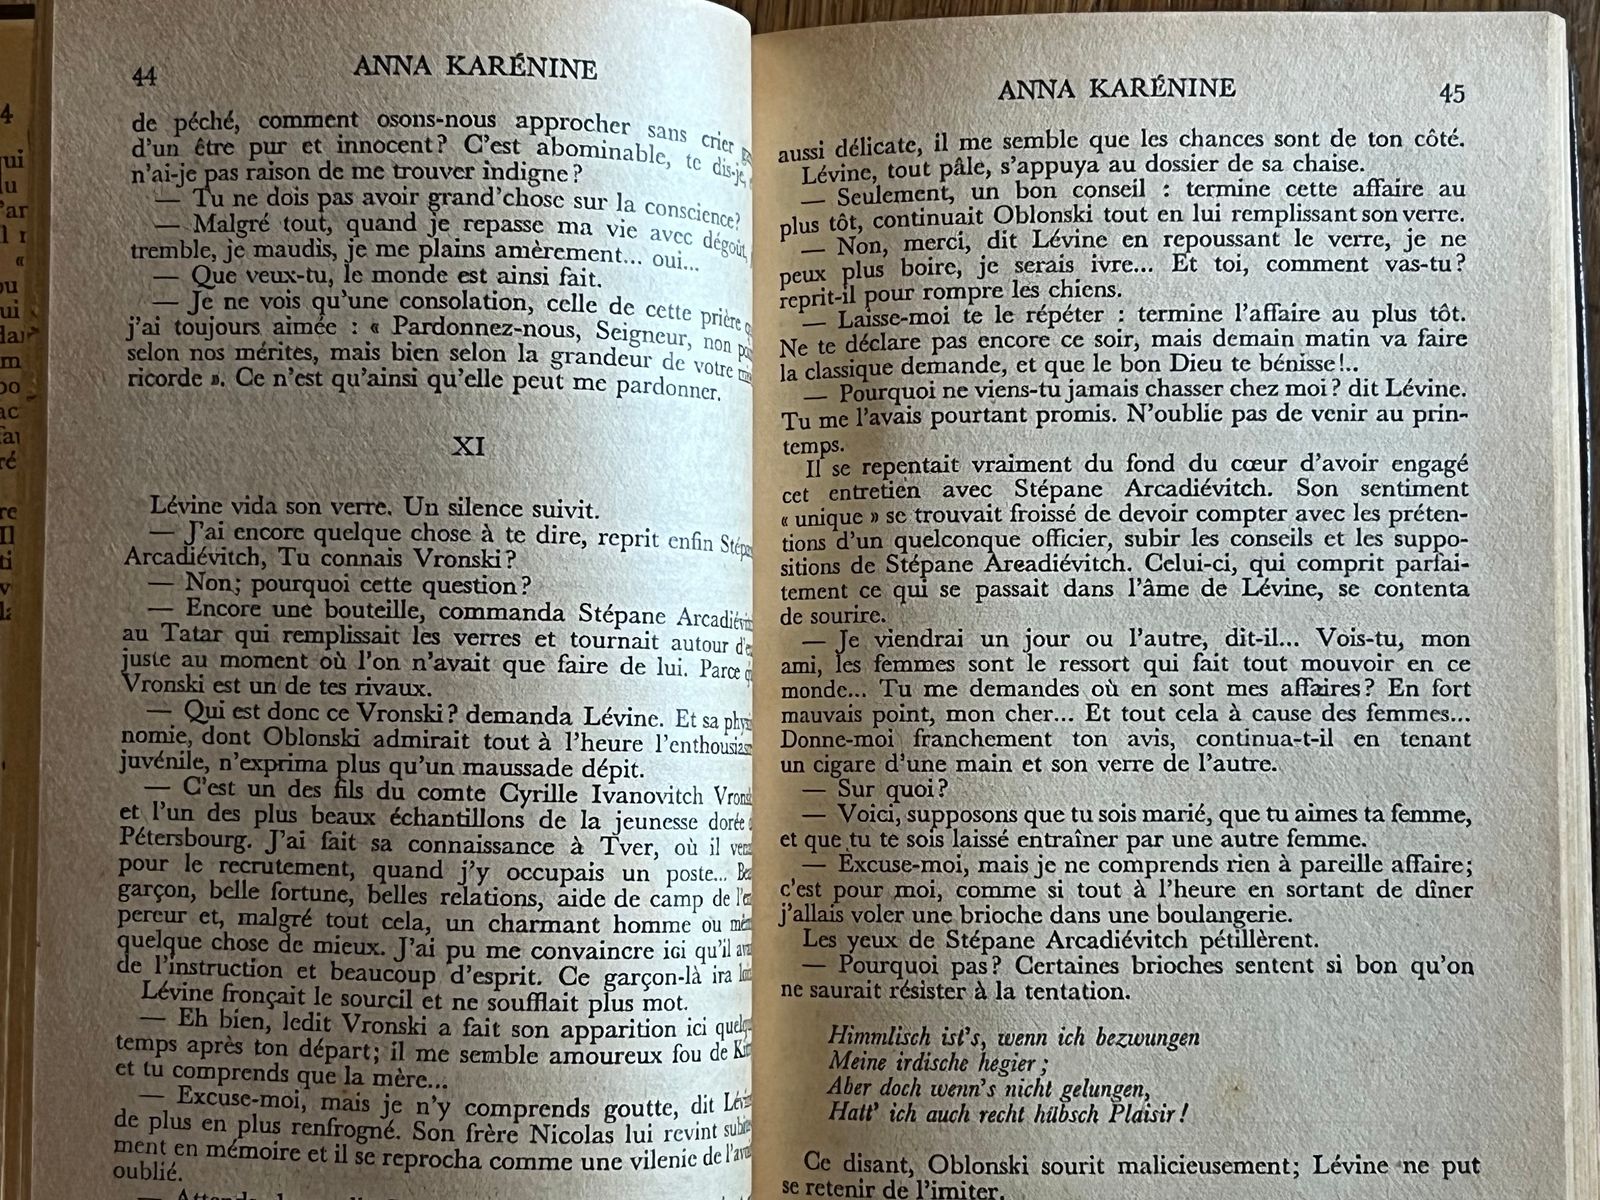 44
ANNA KARÉNINE
de péché, comment osons-nous approcher sans crier
d'un être pur et innocent? C'est abominable, te dis-je,
n'ai-je pas raison de me trouver indigne?
— Tu ne dois pas avoir grand'chose sur la conscience?
— Malgré tout, quand je repasse ma vie avec dégoût,
tremble, je maudis, je me plains amèrement... oui...
— Que veux-tu, le monde est ainsi fait.
— Je ne vois qu'une consolation, celle de cette prière
j'ai toujours aimée : « Pardonnez-nous, Seigneur, non
selon nos mérites, mais bien selon la grandeur de votre
ricorde ». Ce n'est qu'ainsi qu'elle peut me pardonner.
XI
Lévine vida son verre. Un silence suivit.
— J'ai encore quelque chose à te dire, reprit enfin
Arcadiévitch, Tu connais Vronski?
— Non; pourquoi cette question?
— Encore une bouteille, commanda Stépane
au Tatar qui remplissait les verres et tournait autour
juste au moment où l'on n'avait que faire de lui. Parce
Vronski est un de tes rivaux.
— Qui est donc ce Vronski? demanda Lévine. Et sa
nomie, dont Oblonski admirait tout à l'heure
juvénile, n'exprima plus qu'un maussade dépit.
— C'est un des fils du comte Cyrille Ivanovitch
et l'un des plus beaux échantillons de la jeunesse dorée
Pétersbourg. J'ai fait sa connaissance à Tver, où il
pour le recrutement, quand j'y occupais un poste...
garçon, belle fortune, belles relations, aide de camp de
pereur et, malgré tout cela, un charmant homme ou
quelque chose de mieux. J'ai pu me convaincre ici qu'il
de l'instruction et beaucoup d'esprit. Ce garçon-là ira
Lévine fronçait le sourcil et ne soufflait plus mot.
— Eh bien, ledit Vronski a fait son apparition ici
temps après ton départ; il me semble amoureux fou de
et tu comprends que la mère...
— Excuse-moi, mais je n'y comprends goutte, dit
de plus en plus renfrogné. Son frère Nicolas lui revint
ment en mémoire et il se reprocha comme une vilenie de
oublié.
ANNA KARÉNINE
45
aussi délicate, il me semble que les chances sont de ton côté.
Lévine, tout pâle, s'appuya au dossier de sa chaise.
— Seulement, un bon conseil : termine cette affaire au
plus tôt, continuait Oblonski tout en lui remplissant son verre.
— Non, merci, dit Lévine en repoussant le verre, je ne
peux plus boire, je serais ivre... Et toi, comment vas-tu?
reprit-il pour rompre les chiens.
— Laisse-moi te le répéter : termine l'affaire au plus tôt.
Ne te déclare pas encore ce soir, mais demain matin va faire
la classique demande, et que le bon Dieu te bénisse!..
— Pourquoi ne viens-tu jamais chasser chez moi? dit Lévine.
Tu me l'avais pourtant promis. N'oublie pas de venir au prin-
temps.
Il se repentait vraiment du fond du cœur d'avoir engagé
cet entretien avec Stépane Arcadiévitch. Son sentiment
« unique » se trouvait froissé de devoir compter avec les préten-
tions d'un quelconque officier, subir les conseils et les suppo-
sitions de Stépane Areadiévitch. Celui-ci, qui comprit parfai-
tement ce qui se passait dans l'âme de Lévine, se contenta
de sourire.
— Je viendrai un jour ou l'autre, dit-il... Vois-tu, mon
ami, les femmes sont le ressort qui fait tout mouvoir en ce
monde... Tu me demandes où en sont mes affaires? En fort
mauvais point, mon cher... Et tout cela à cause des femmes...
Donne-moi franchement ton avis, continua-t-il en tenant
un cigare d'une main et son verre de l'autre.
— Sur quoi?
— Voici, supposons que tu sois marié, que tu aimes ta femme,
et que tu te sois laissé entraîner par une autre femme.
— Excuse-moi, mais je ne comprends rien à pareille affaire;
c'est pour moi, comme si tout à l'heure en sortant de dîner
j'allais voler une brioche dans une boulangerie.
Les yeux de Stépane Arcadiévitch pétillèrent.
— Pourquoi pas? Certaines brioches sentent si bon qu'on
ne saurait résister à la tentation.
Himmlisch ist's, wenn ich bezwungen
Meine irdische hegier;
Aber doch wenn's nicht gelungen,
Hatt' ich auch recht hübsch Plaisir!
Ce disant, Oblonski sourit malicieusement; Lévine ne put
se retenir de l'imiter.